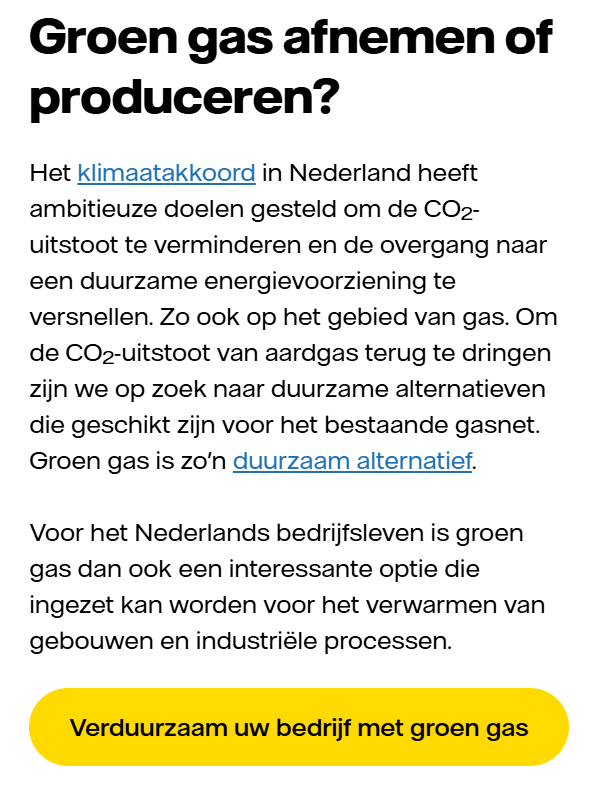 Groen gas afnemen of
produceren?
Het klimaatakkoord in Nederland heeft
ambitieuze doelen gesteld om de CO₂-
uitstoot te verminderen en de overgang naar
een duurzame energievoorziening te
versnellen. Zo ook op het gebied van gas. Om
de CO₂-uitstoot van aardgas terug te dringen
zijn we op zoek naar duurzame alternatieven
die geschikt zijn voor het bestaande gasnet.
Groen gas is zo’n duurzaam alternatief.
Voor het Nederlands bedrijfsleven is groen
gas dan ook een interessante optie die
ingezet kan worden voor het verwarmen van
gebouwen en industriële processen.
Verduurzaam uw bedrijf met groen gas